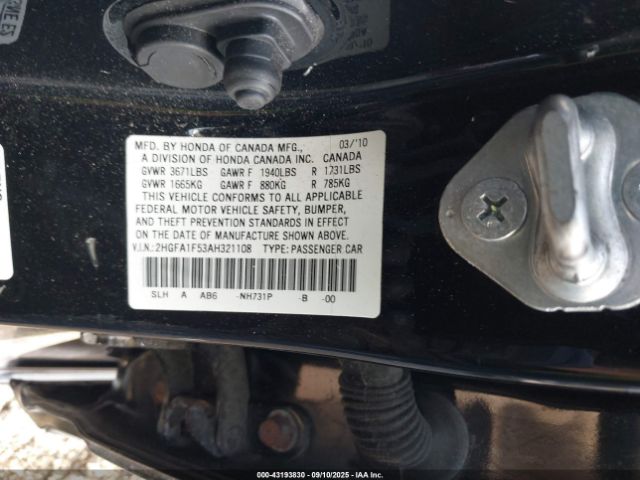 MFD. BY HONDA OF CANADA MFG., 03/'10
A DIVISION OF HONDA CANADA INC. CANADA
GVWR 3671LBS GAWR F 1940LBS R 1731LBS
GVWR 1665KG GAWR F 880KG R 785KG
THIS VEHICLE CONFORMS TO ALL APPLICABLE
FEDERAL MOTOR VEHICLE SAFETY, BUMPER,
AND THEFT PREVENTION STANDARDS IN EFFECT
ON THE DATE OF MANUFACTURE SHOWN ABOVE.
V.I.N.: 2HGFA1F53AH321108 TYPE: PASSENGER CAR
SLH A AB6 -NH731P -B -00
000-43193830 - 09/10/2025 - IAA Inc.